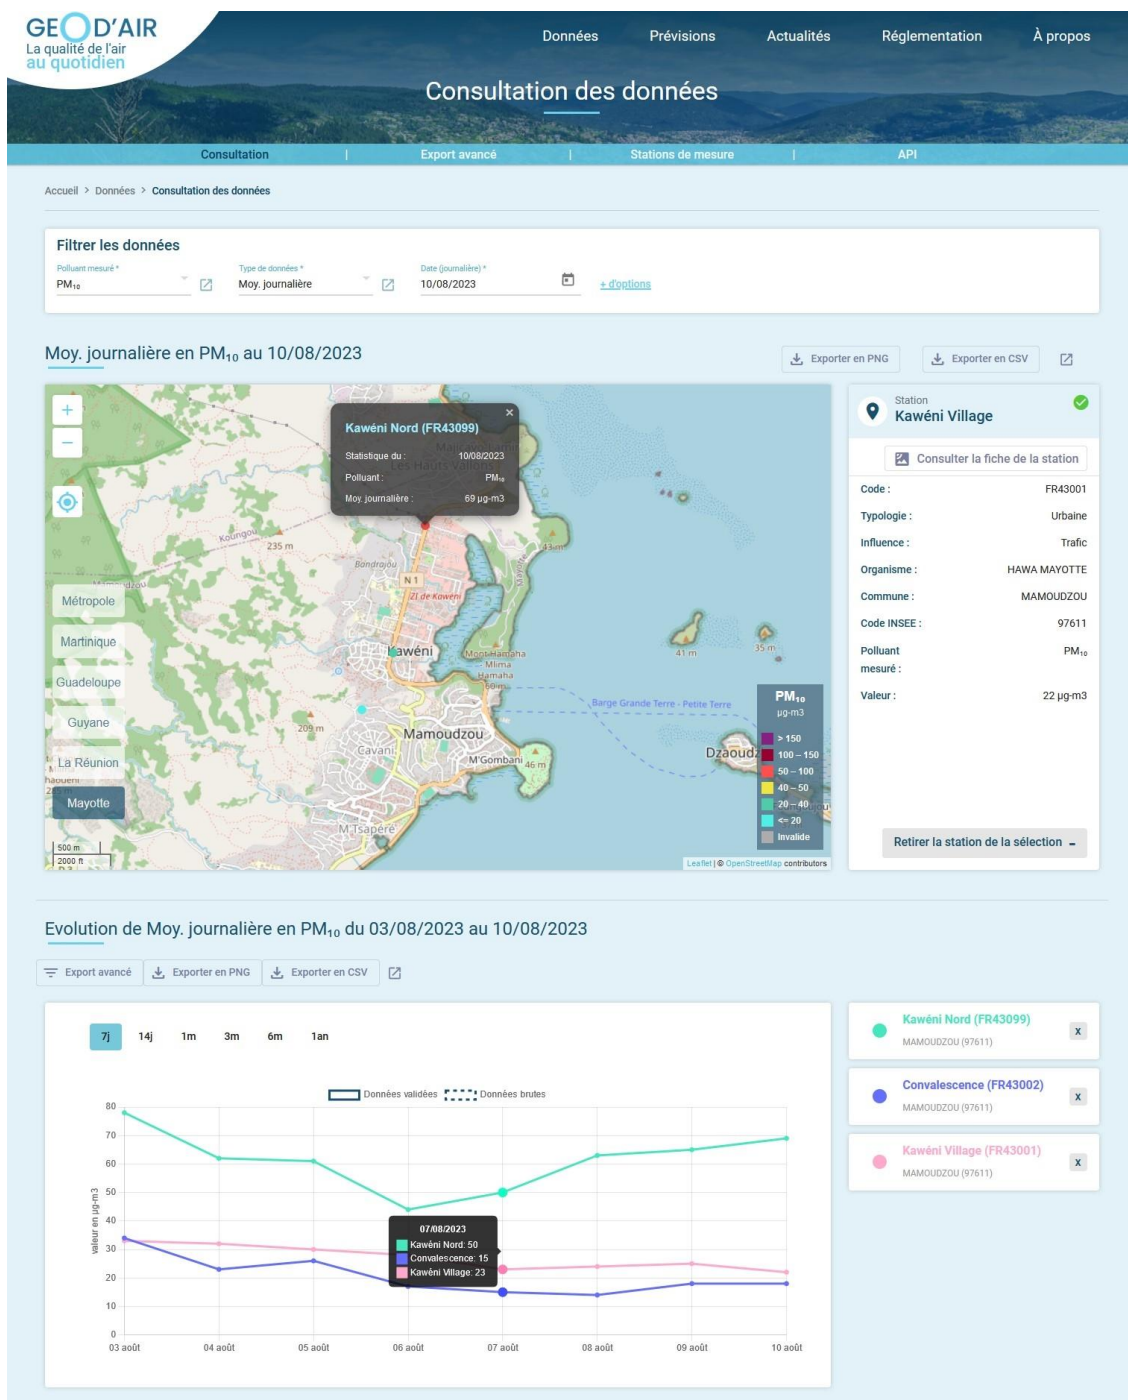 GEOD'AIR
La qualité de l'air
au quotidien
Données Prévisions Actualités Réglementation À propos
Consultation des données
Consultation | Export avancé | Stations de mesure | API
Accueil > Données > Consultation des données
Filtrer les données
Polluant mesuré * Type de données * Date (journalière) *
PM₁₀ Moy. journalière 10/08/2023 + d'options
Moy. journalière en PM₁₀ au 10/08/2023
Exporter en PNG Exporter en CSV
+
−
Kawéni Nord (FR43099) ×
Statistique du : 10/08/2023
Polluant : PM₁₀
Moy. journalière : 69 µg-m3
Les Hauts Vallons
Koungou
235 m
43 m
Bandrajou
N 1
ZI de Kawéni
Mayotte
Kawéni
Mont Hamaha
Mlima
Hamaha
60 m
41 m
35 m
Barge Grande Terre - Petite Terre
209 m
Mamoudzou
Cavani
M'Gombani
46 m
Dzaoudz
M'Tsapéré
Métropole
Martinique
Guadeloupe
Guyane
La Réunion
Mayotte
500 m
2000 ft
PM₁₀
µg-m3
> 150
100 – 150
50 – 100
40 – 50
20 – 40
<= 20
Invalide
Leaflet | © OpenStreetMap contributors
Station
Kawéni Village
Consulter la fiche de la station
Code : FR43001
Typologie : Urbaine
Influence : Trafic
Organisme : HAWA MAYOTTE
Commune : MAMOUDZOU
Code INSEE : 97611
Polluant PM₁₀
mesuré :
Valeur : 22 µg-m3
Retirer la station de la sélection -
Evolution de Moy. journalière en PM₁₀ du 03/08/2023 au 10/08/2023
Export avancé Exporter en PNG Exporter en CSV
7j 14j 1m 3m 6m 1an
Données validées Données brutes
valeur en µg-m3
80
70
60
50
40
30
20
10
0
07/08/2023
Kawéni Nord: 50
Convalescence: 15
Kawéni Village: 23
03 août 04 août 05 août 06 août 07 août 08 août 09 août 10 août
Kawéni Nord (FR43099) x
MAMOUDZOU (97611)
Convalescence (FR43002) x
MAMOUDZOU (97611)
Kawéni Village (FR43001) x
MAMOUDZOU (97611)